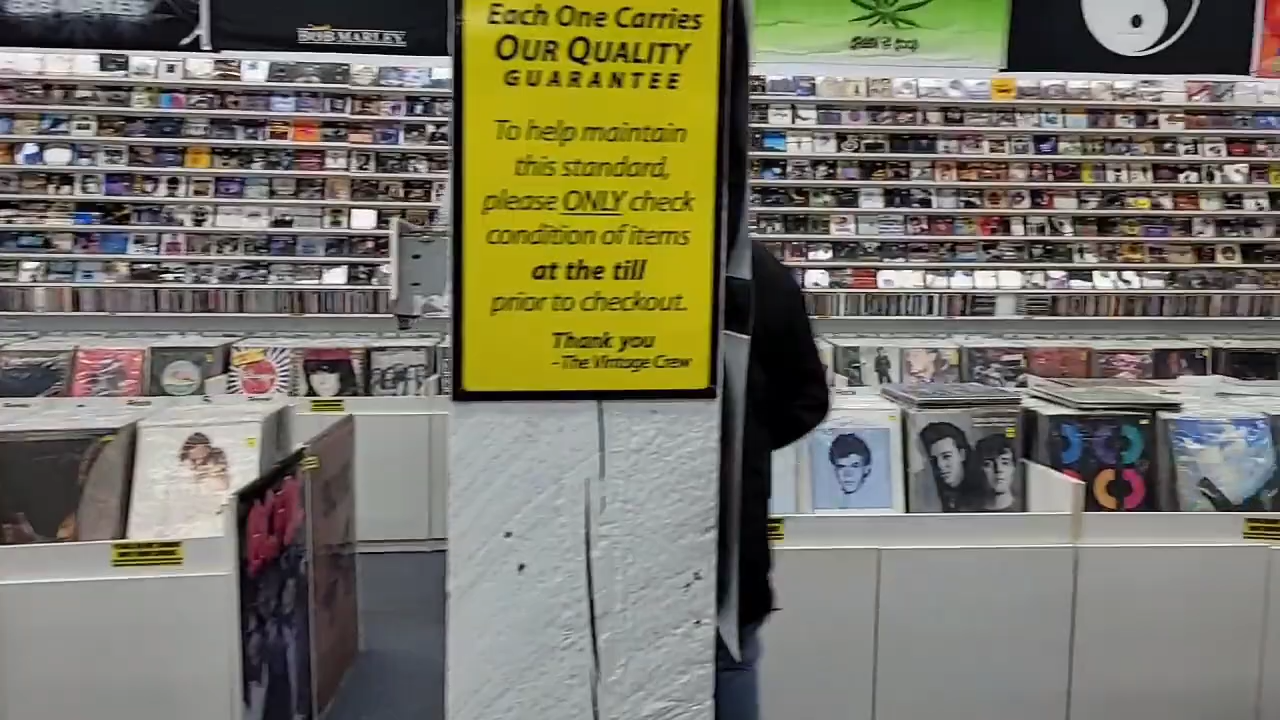 BOB MARLEY
Each One Carries
OUR QUALITY
GUARANTEE
To help maintain
this standard,
please ONLY check
condition of items
at the till
prior to checkout.
Thank you
- The Vintage Crew